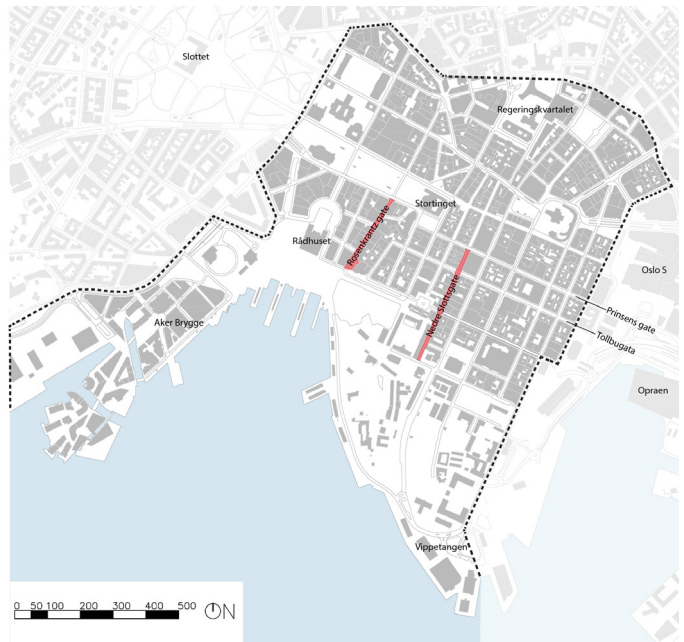 Slottet
Regeringskvartalet
Stortinget
Rosenkrantz gate
Rådhuset
Oslo S
Nedre Slottsgate
Prinsens gate
Aker Brygge
Tollbugata
Opraen
Vippetangen
0 50 100 200 300 400 500 N